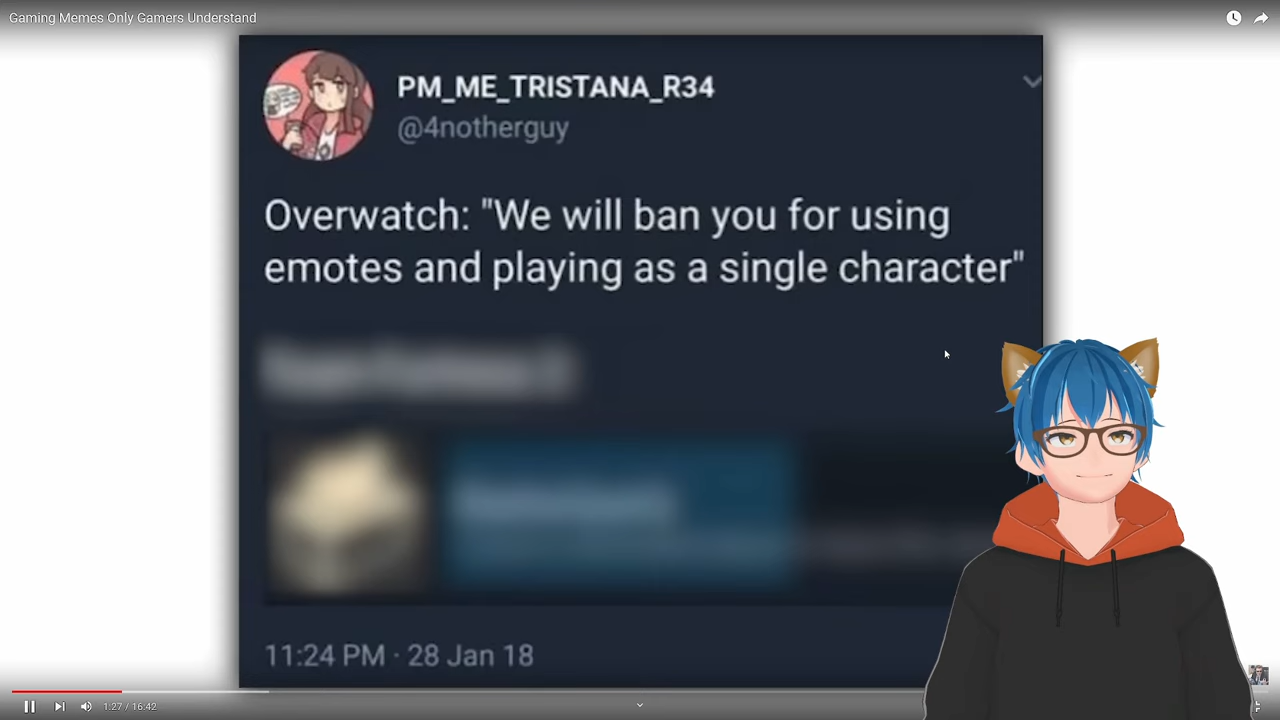 Gaming Memes Only Gamers Understand
PM_ME_TRISTANA_R34
@4notherguy
Overwatch: "We will ban you for using
emotes and playing as a single character"
11:24 PM · 28 Jan 18
1:27 / 16:42